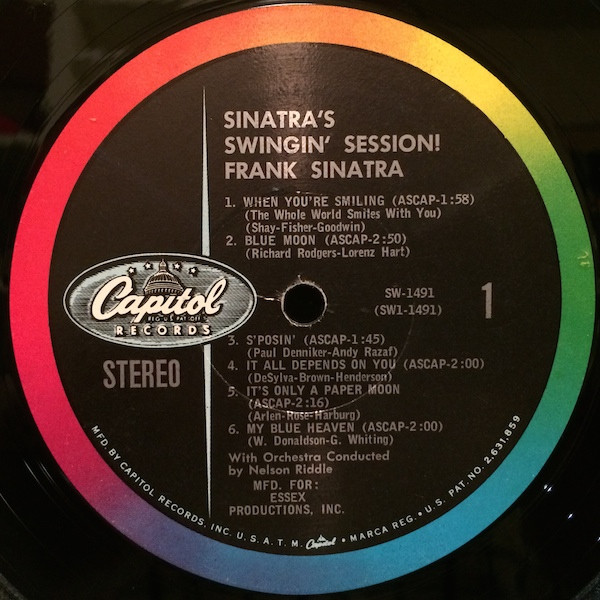 SINATRA'S
SWINGIN' SESSION!
FRANK SINATRA
1. WHEN YOU'RE SMILING (ASCAP-1:58)
(The Whole World Smiles With You)
(Shay-Fisher-Goodwin)
2. BLUE MOON (ASCAP-2:50)
(Richard Rodgers-Lorenz Hart)
Capitol
REG. U.S. PAT. OFF.
RECORDS
SW-1491
(SW1-1491)
1
STEREO
3. S'POSIN' (ASCAP-1:45)
(Paul Denniker-Andy Razaf)
4. IT ALL DEPENDS ON YOU (ASCAP-2:00)
(DeSylva-Brown-Henderson)
5. IT'S ONLY A PAPER MOON
(ASCAP-2:16)
(Arlen-Rose-Harburg)
6. MY BLUE HEAVEN (ASCAP-2:00)
(W. Donaldson-G. Whiting)
With Orchestra Conducted
by Nelson Riddle
MFD. FOR:
ESSEX
PRODUCTIONS, INC.
MFD. BY CAPITOL RECORDS, INC. U.S.A. T.M. Capitol • MARCA REG. • U.S. PAT. NO. 2,631,859